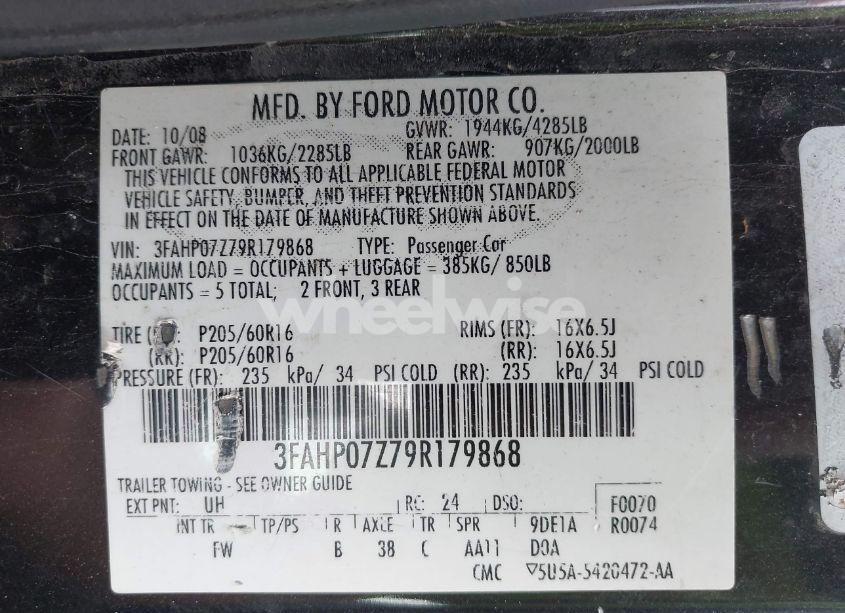 MFD. BY FORD MOTOR CO.
DATE: 10/08 GVWR: 1944KG/4285LB
FRONT GAWR: 1036KG/2285LB REAR GAWR: 907KG/2000LB
THIS VEHICLE CONFORMS TO ALL APPLICABLE FEDERAL MOTOR
VEHICLE SAFETY, BUMPER, AND THEFT PREVENTION STANDARDS
IN EFFECT ON THE DATE OF MANUFACTURE SHOWN ABOVE.
VIN: 3FAHP07Z79R179868 TYPE: Passenger Car
MAXIMUM LOAD = OCCUPANTS + LUGGAGE = 385KG/ 850LB
OCCUPANTS = 5 TOTAL; 2 FRONT, 3 REAR
wheelwise
TIRE P205/60R16 RIMS (FR): 16X6.5J
(RR): P205/60R16 (RR): 16X6.5J
PRESSURE (FR): 235 kPa/ 34 PSI COLD (RR): 235 kPa/ 34 PSI COLD
3FAHP07Z79R179868
TRAILER TOWING - SEE OWNER GUIDE
EXT PNT: UH RC: 24 DSO: F0070
INT TR TP/PS R AXLE TR SPR 9DE1A R0074
FW B 38 C AA11 D0A
CMC ▽5U5A-5420472-AA